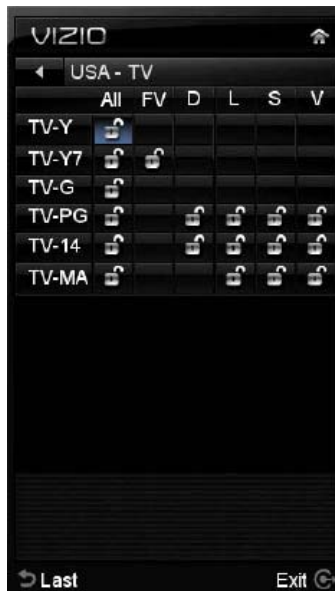 VIZIO
USA - TV
All FV D L S V
TV-Y
TV-Y7
TV-G
TV-PG
TV-14
TV-MA
Last Exit